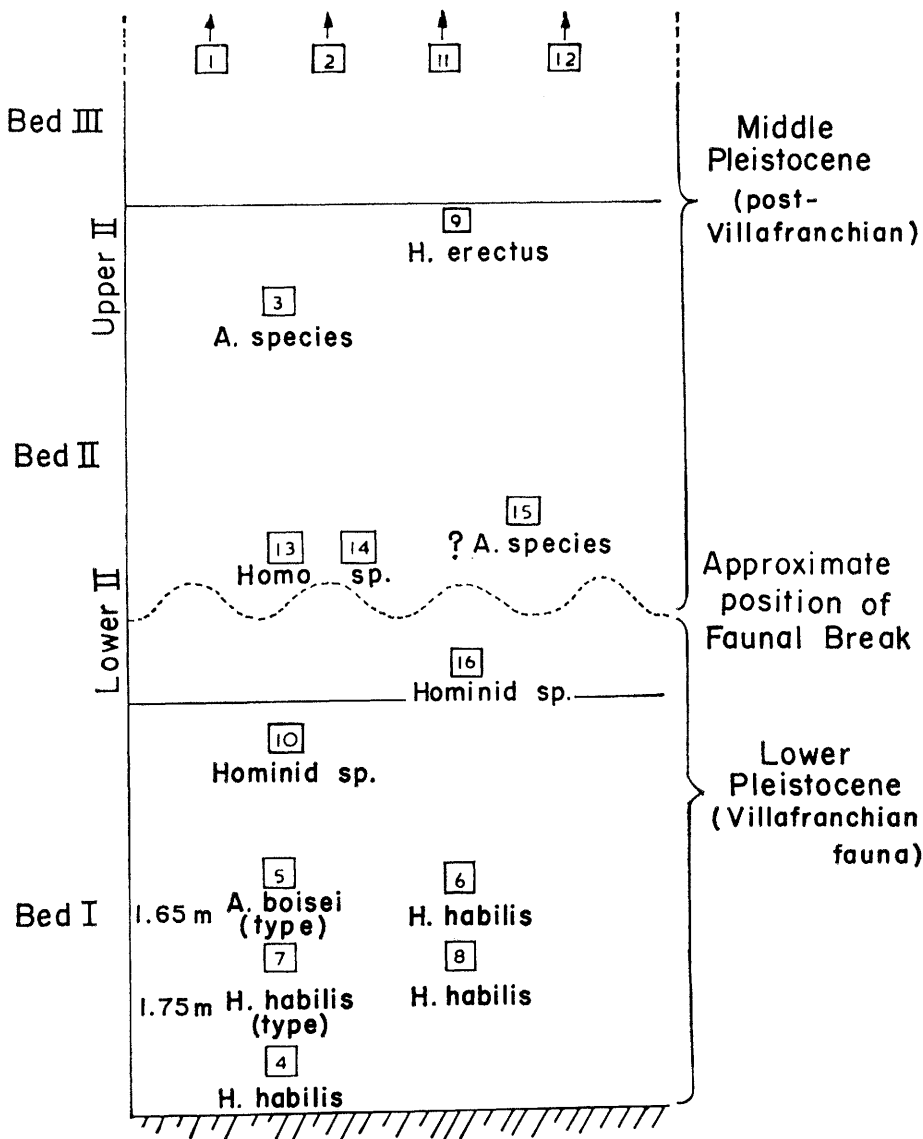 1 2 11 12
Bed III
Middle
Pleistocene
(post-
Villafranchian)
Upper II
9
H. erectus
3
A. species
Bed II
15
? A. species
13 14
Homo sp.
Approximate
position of
Faunal Break
Lower II
16
Hominid sp.
10
Hominid sp.
Lower
Pleistocene
(Villafranchian
fauna)
Bed I
5
1.65 m A. boisei
(type)
6
H. habilis
7
1.75 m H. habilis
(type)
8
H. habilis
4
H. habilis